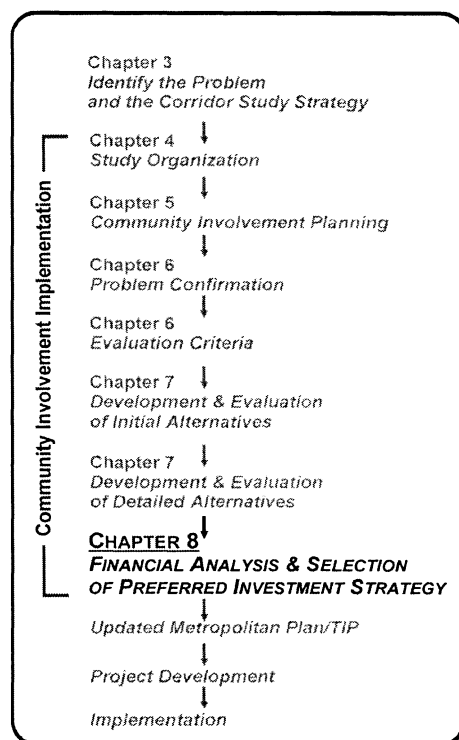 Chapter 3
Identify the Problem
and the Corridor Study Strategy
Chapter 4
Study Organization
Chapter 5
Community Involvement Planning
Chapter 6
Problem Confirmation
Chapter 6
Evaluation Criteria
Chapter 7
Development & Evaluation
of Initial Alternatives
Chapter 7
Development & Evaluation
of Detailed Alternatives
CHAPTER 8
FINANCIAL ANALYSIS & SELECTION
OF PREFERRED INVESTMENT STRATEGY
Updated Metropolitan Plan/TIP
Project Development
Implementation
Community Involvement Implementation